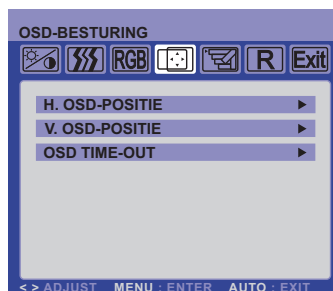 OSD-BESTURING
RGB R Exit
H. OSD-POSITIE
V. OSD-POSITIE
OSD TIME-OUT
< > ADJUST MENU : ENTER AUTO : EXIT